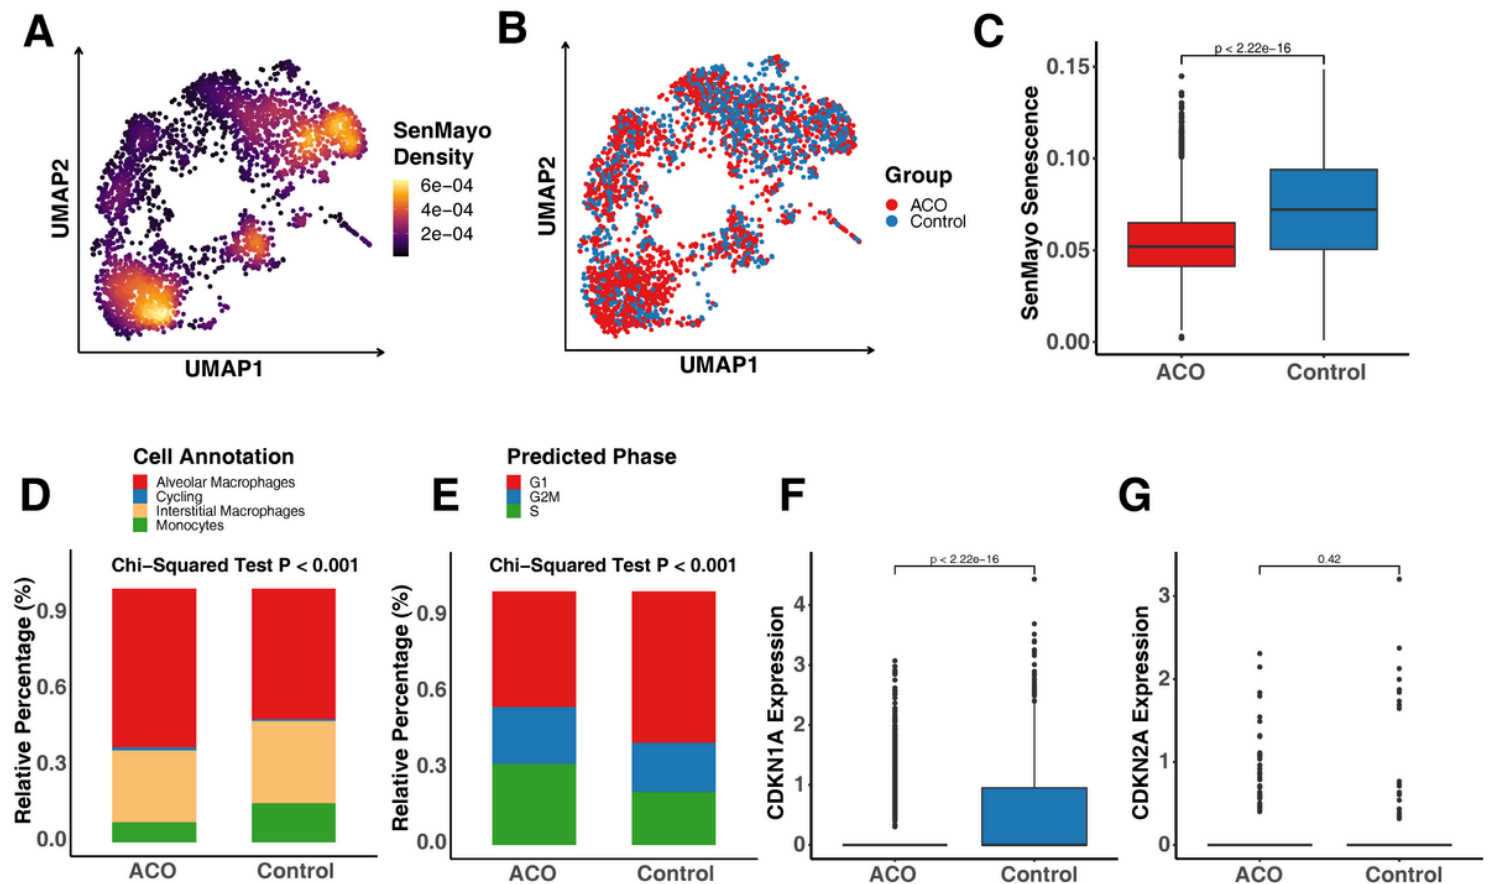 A
UMAP2
UMAP1
SenMayo
Density
6e−04
4e−04
2e−04
B
UMAP2
UMAP1
Group
ACO
Control
C
SenMayo Senescence
p < 2.22e−16
0.15
0.10
0.05
0.00
ACO
Control
D
Cell Annotation
Alveolar Macrophages
Cycling
Interstitial Macrophages
Monocytes
Chi−Squared Test P < 0.001
Relative Percentage (%)
0.9
0.6
0.3
0.0
ACO
Control
E
Predicted Phase
G1
G2M
S
Chi−Squared Test P < 0.001
Relative Percentage (%)
0.9
0.6
0.3
0.0
ACO
Control
F
p < 2.22e−16
CDKN1A Expression
4
3
2
1
0
ACO
Control
G
0.42
CDKN2A Expression
3
2
1
0
ACO
Control